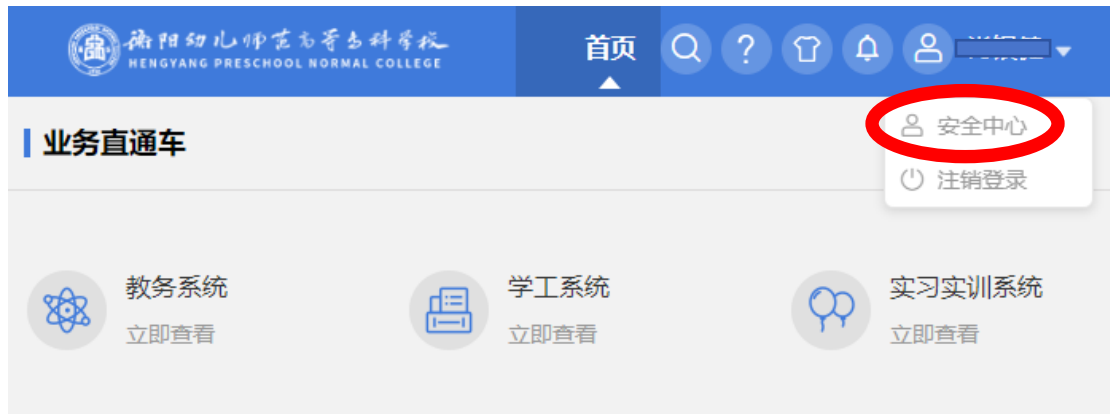 衡阳幼儿师范高等专科学校
HENGYANG PRESCHOOL NORMAL COLLEGE
首页
业务直通车
安全中心
注销登录
教务系统
立即查看
学工系统
立即查看
实习实训系统
立即查看